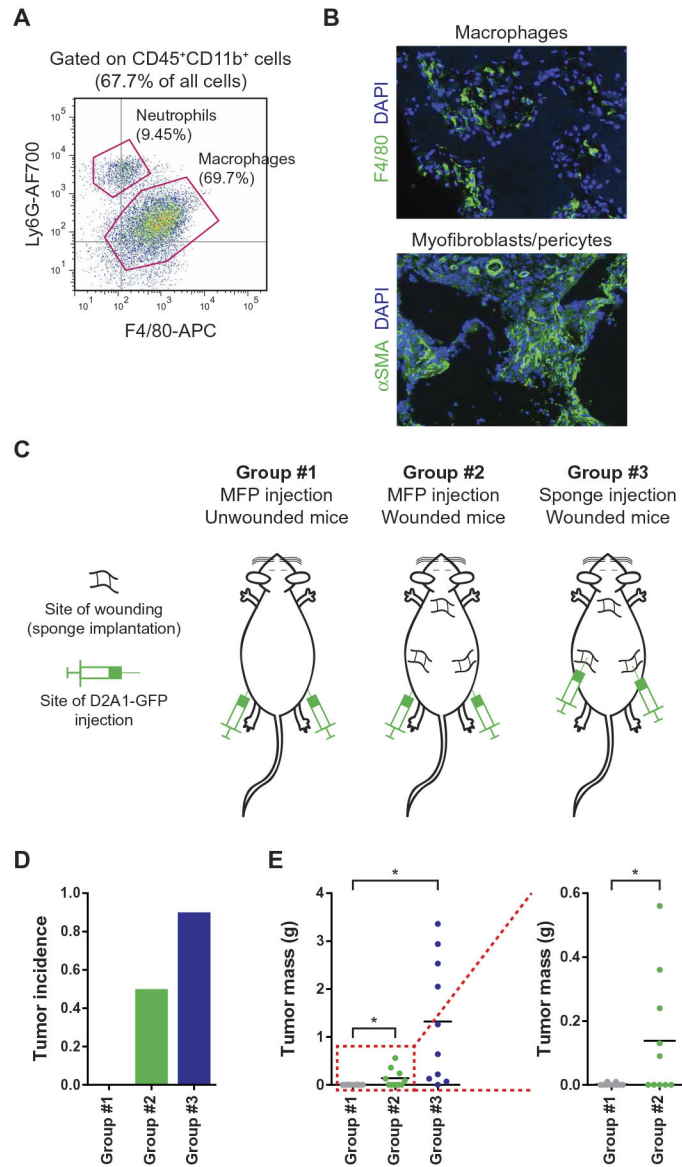 A
Gated on CD45⁺CD11b⁺ cells
(67.7% of all cells)
Neutrophils
(9.45%)
Macrophages
(69.7%)
Ly6G-AF700
10⁵
10⁴
10³
10²
10¹
10¹ 10² 10³ 10⁴ 10⁵
F4/80-APC
B
Macrophages
F4/80 DAPI
Myofibroblasts/pericytes
αSMA DAPI
C
Group #1
MFP injection
Unwounded mice
Group #2
MFP injection
Wounded mice
Group #3
Sponge injection
Wounded mice
Site of wounding
(sponge implantation)
Site of D2A1-GFP
injection
D
Tumor incidence
1.0
0.8
0.6
0.4
0.2
0.0
Group #1
Group #2
Group #3
E
Tumor mass (g)
4
3
2
1
0
*
*
Group #1
Group #2
Group #3
Tumor mass (g)
0.6
0.4
0.2
0.0
*
Group #1
Group #2